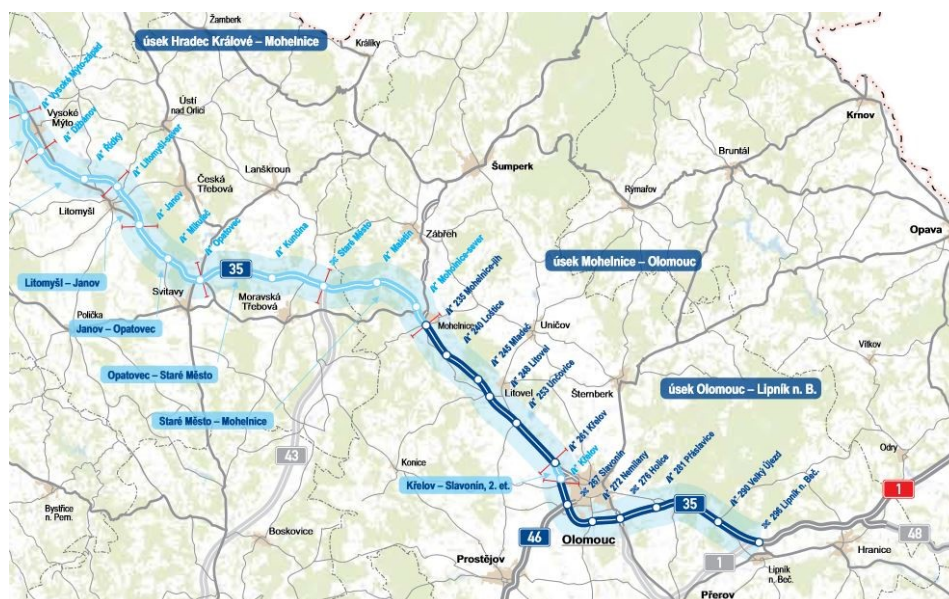 Žamberk
úsek Hradec Králové – Mohelnice
Králíky
Vysoké Mýto-západ
Vysoké
Mýto
Džbánov
Ústí
nad Orlicí
Řídký
Litomyšl-sever
Krnov
Česká
Třebová
Lanškroun
Šumperk
Bruntál
Rýmařov
Litomyšl
Janov
Mikuleč
Opatovec
Kunčina
Staré Město
Maletín
Zábřeh
Opava
Mohelnice-sever
úsek Mohelnice – Olomouc
35
Litomyšl – Janov
Svitavy
Moravská
Třebová
235 Mohelnice-jih
Mohelnice
240 Loštice
Polička
Janov – Opatovec
245 Mladeč
Uničov
248 Litovel
Vítkov
Opatovec – Staré Město
Litovel
253 Unčovice
Šternberk
úsek Olomouc – Lipník n. B.
Staré Město – Mohelnice
43
261 Křelov
Křelov
Odry
Konice
Křelov – Slavonín, 2. et.
267 Slavonín
272 Nemilany
276 Holice
281 Přáslavice
290 Velký Újezd
296 Lipník n. Beč.
1
35
Bystřice
n. Pern.
Boskovice
46
Olomouc
48
Hranice
Prostějov
1
Lipník
n. Beč.
Přerov